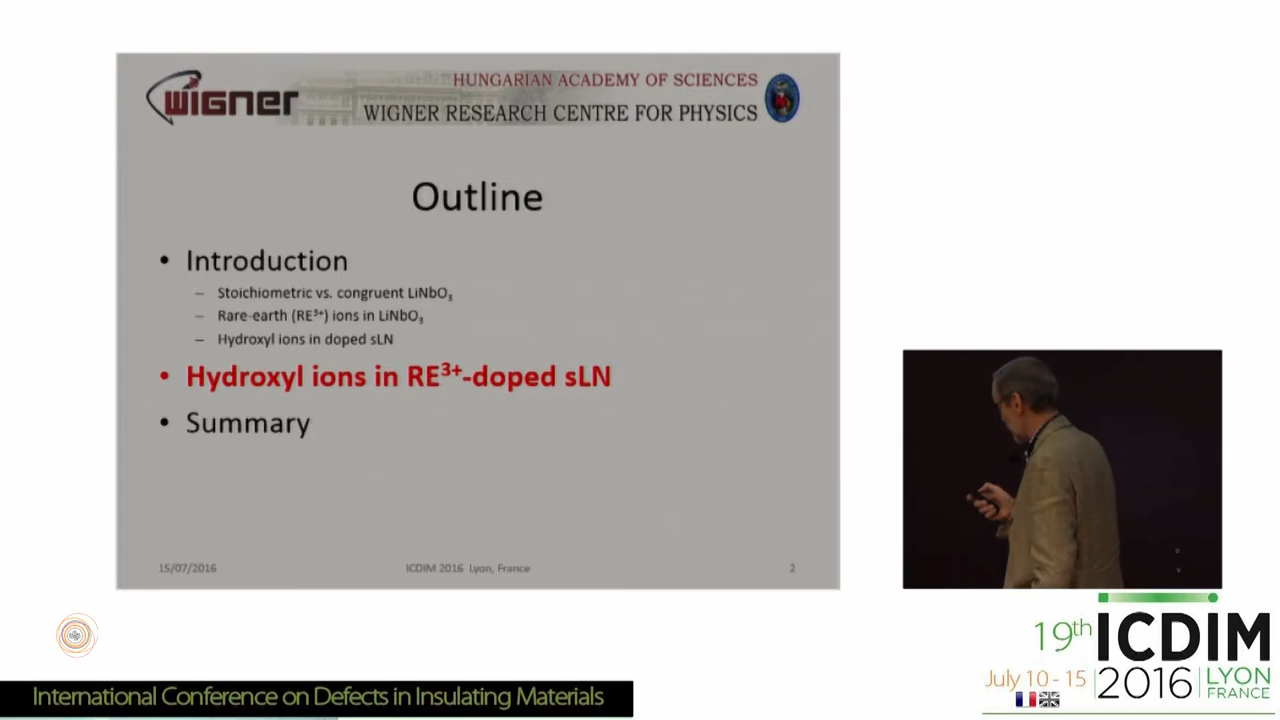 WIGNER
HUNGARIAN ACADEMY OF SCIENCES
WIGNER RESEARCH CENTRE FOR PHYSICS
Outline
• Introduction
– Stoichiometric vs. congruent LiNbO₃
– Rare-earth (RE³⁺) ions in LiNbO₃
– Hydroxyl ions in doped sLN
• Hydroxyl ions in RE³⁺-doped sLN
• Summary
15/07/2016
ICDIM 2016 Lyon, France
2
19th ICDIM
July 10 - 15 2016 LYON
FRANCE
International Conference on Defects in Insulating Materials